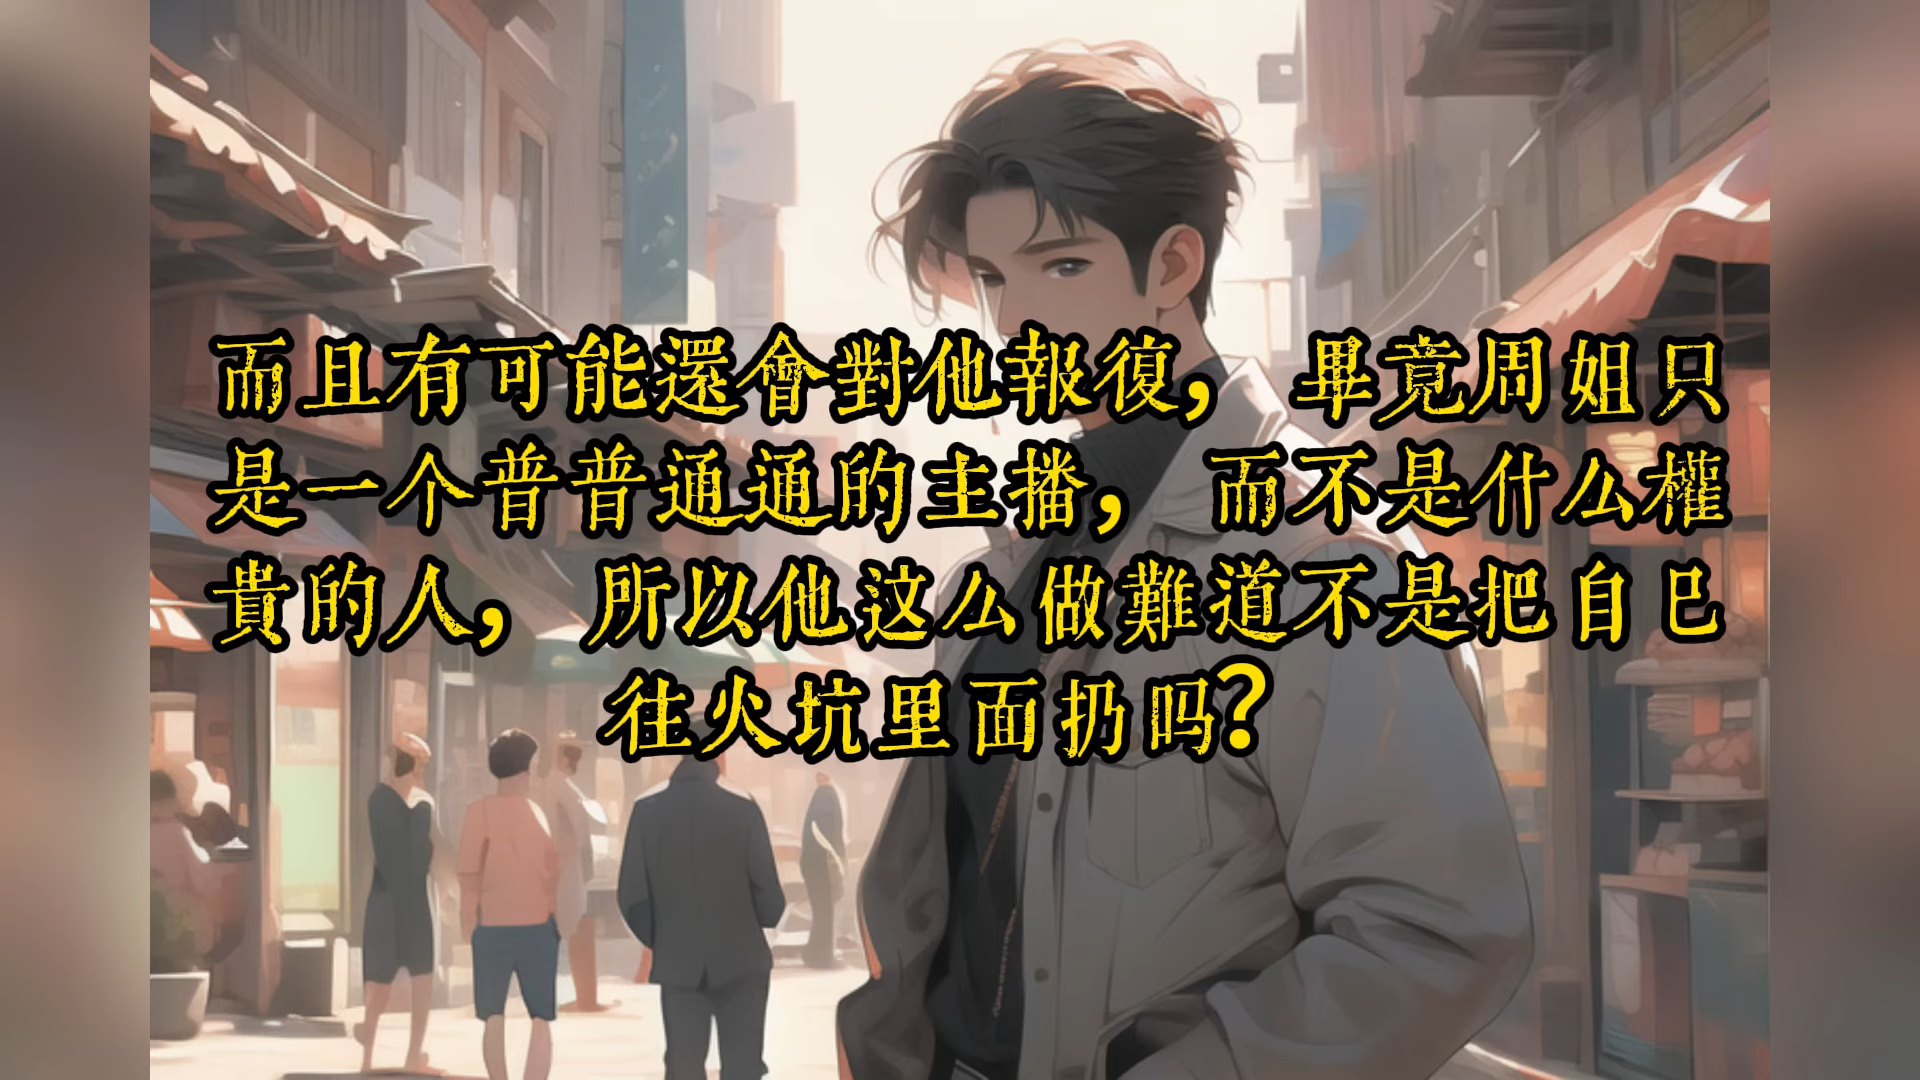 而且有可能還會對他報復，畢竟周姐只
是一个普普通通的主播，而不是什么權
貴的人，所以他这么做難道不是把自已
往火坑里面扔吗？